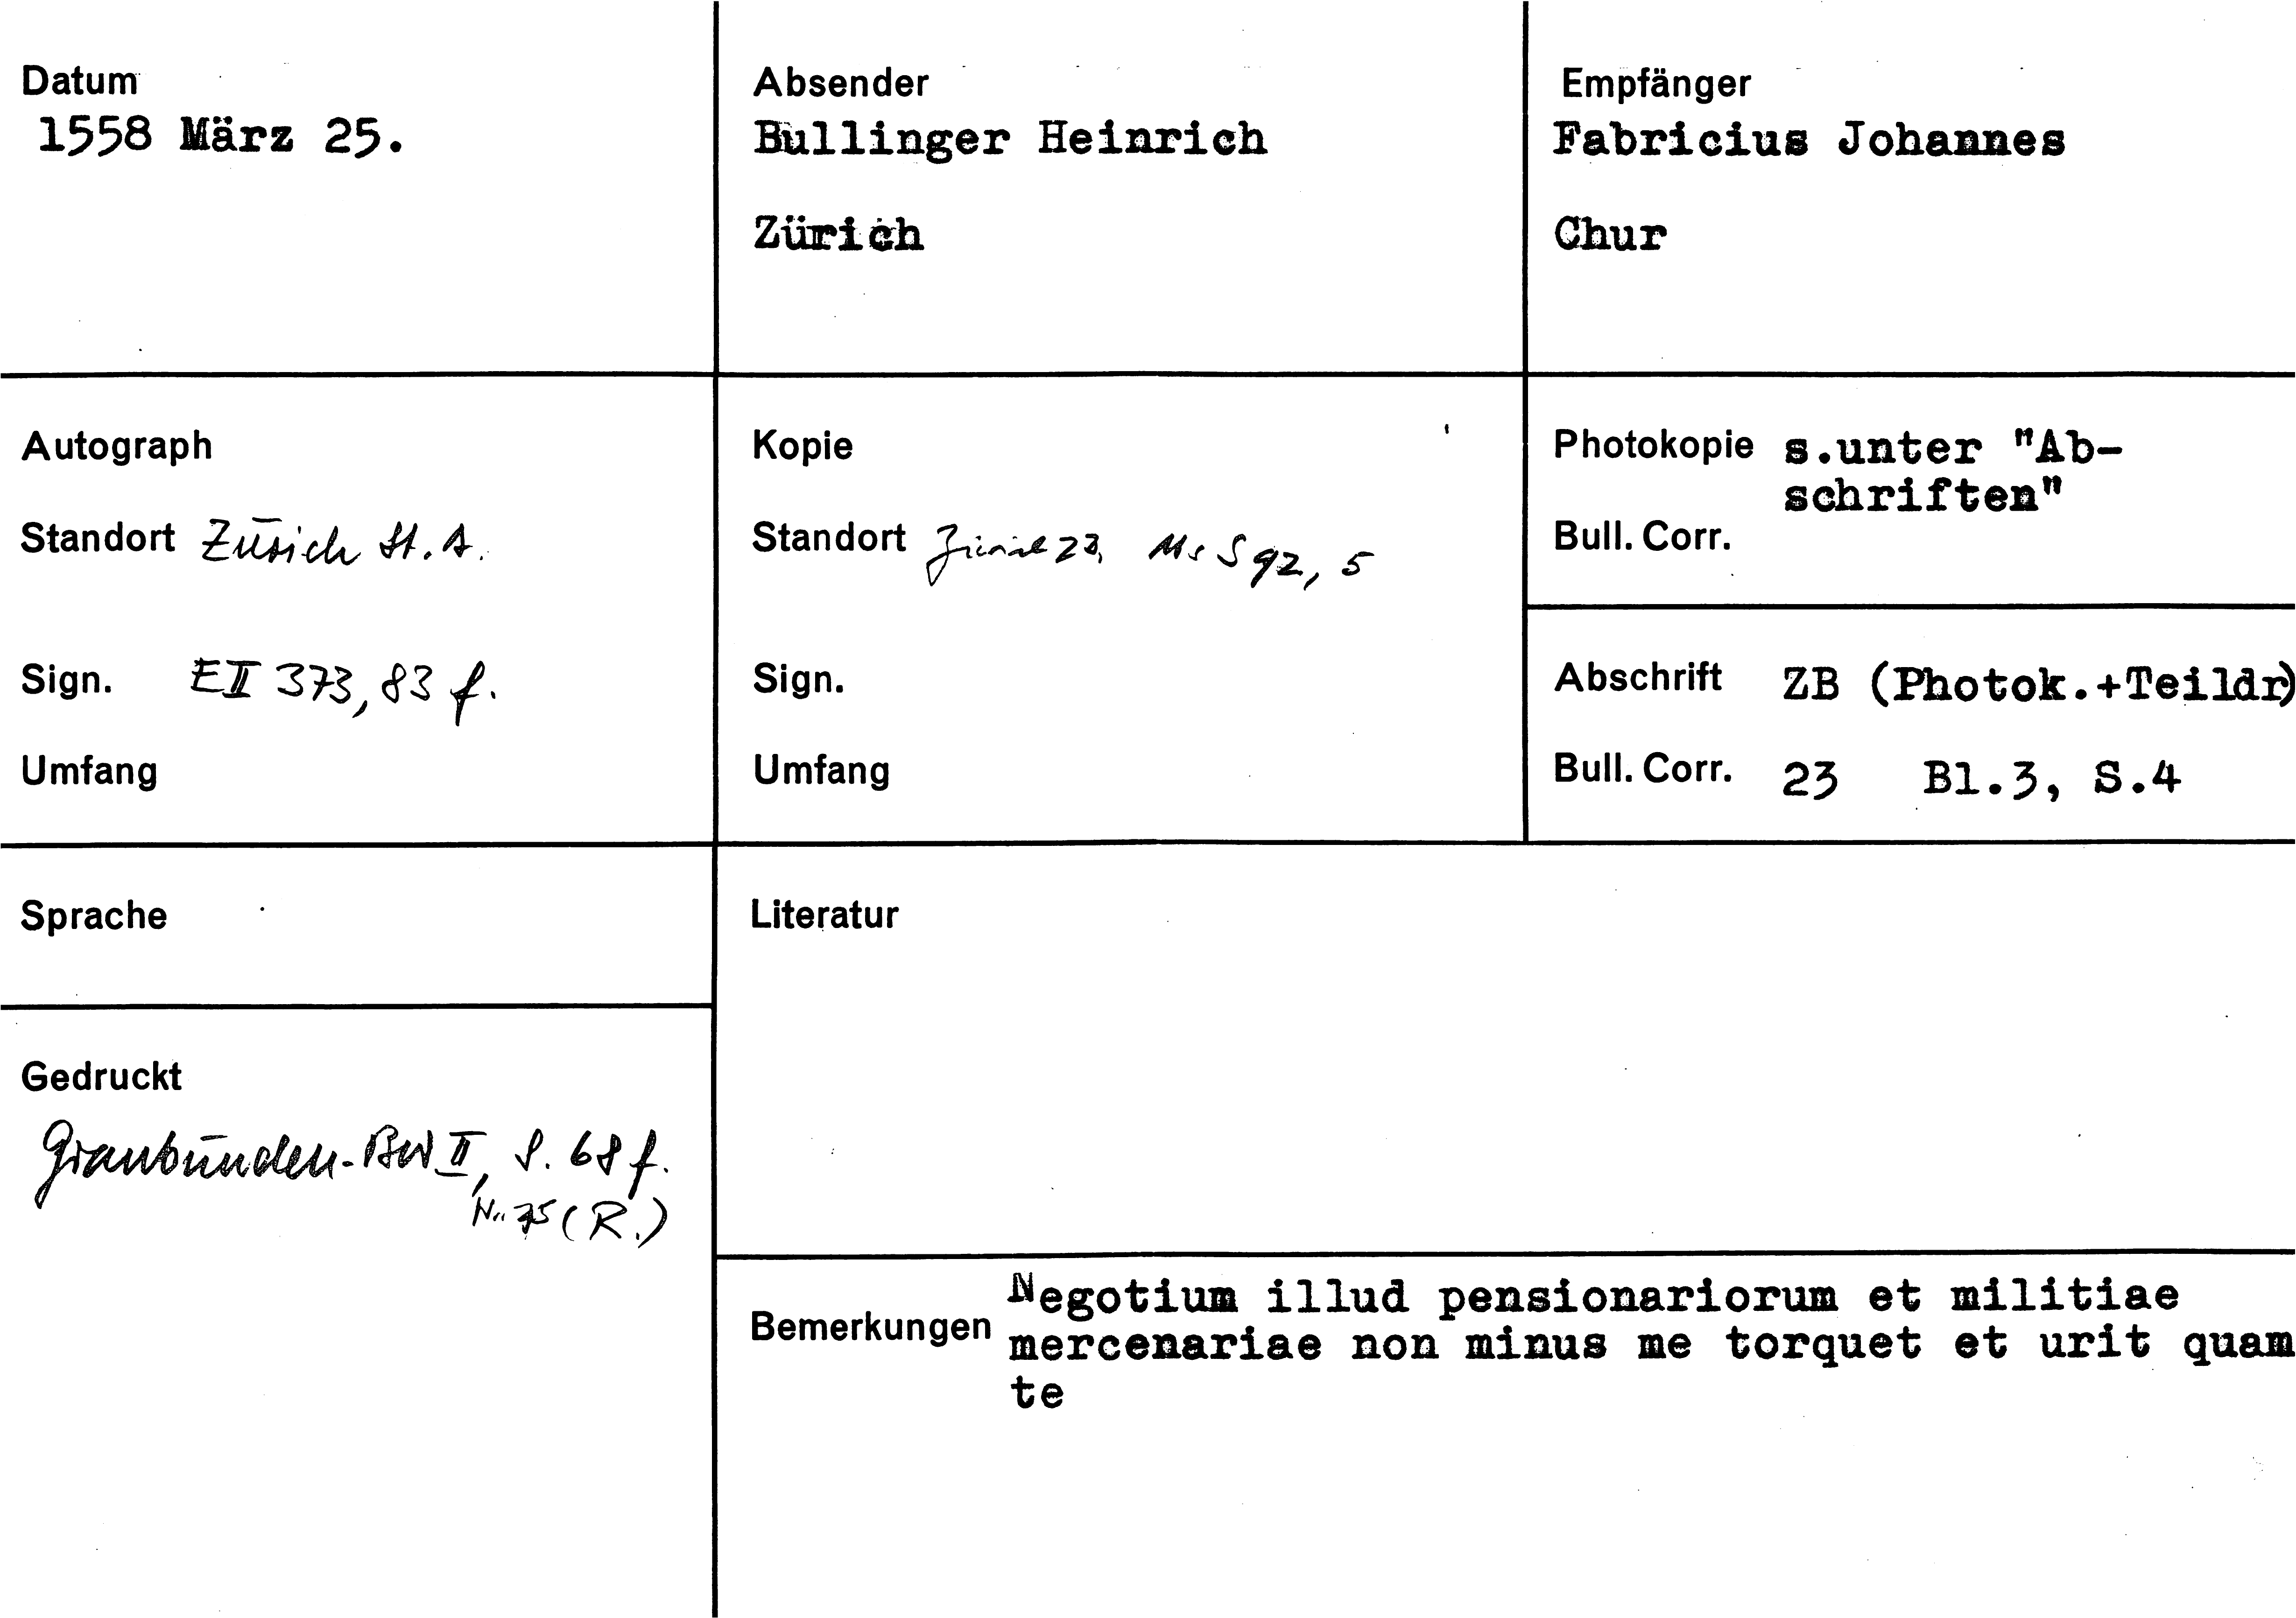 Datum
1558 März 25.
Absender
Bullinger Heinrich
Zürich
Empfänger
Fabricius Johannes
Chur
Autograph
Standort Zürich St. A.
Sign. E II 373, 83 f.
Umfang
Kopie
Standort Zürich ZB, Ms S 92, 5
Sign.
Umfang
Photokopie s.unter "Ab-
schriften"
Bull. Corr.
Abschrift ZB (Photok.+Teildr)
Bull. Corr. 23 Bl.3, S.4
Sprache
Literatur
Gedruckt
Graubünden-BW II, S. 68 f.
Nr. 75 (R.)
Bemerkungen
Negotium illud pensionariorum et militiae
mercenariae non minus me torquet et urit quam
te